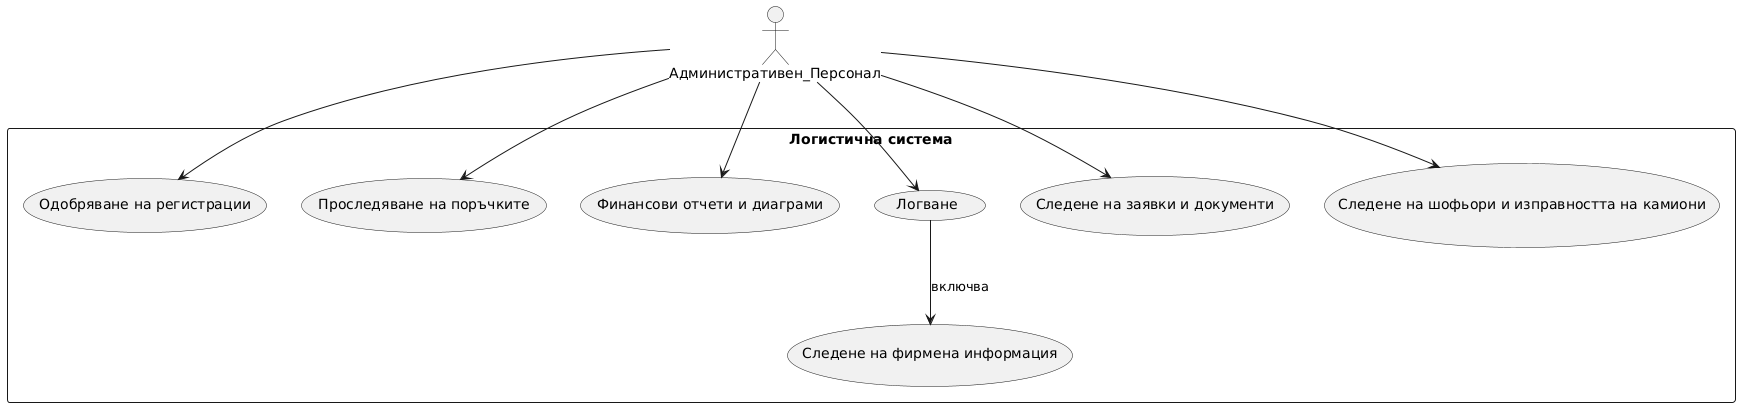 Административен_Персонал
Логистична система
Одобряване на регистрации
Проследяване на поръчките
Финансови отчети и диаграми
Логване
Следене на заявки и документи
Следене на шофьори и изправността на камиони
включва
Следене на фирмена информация